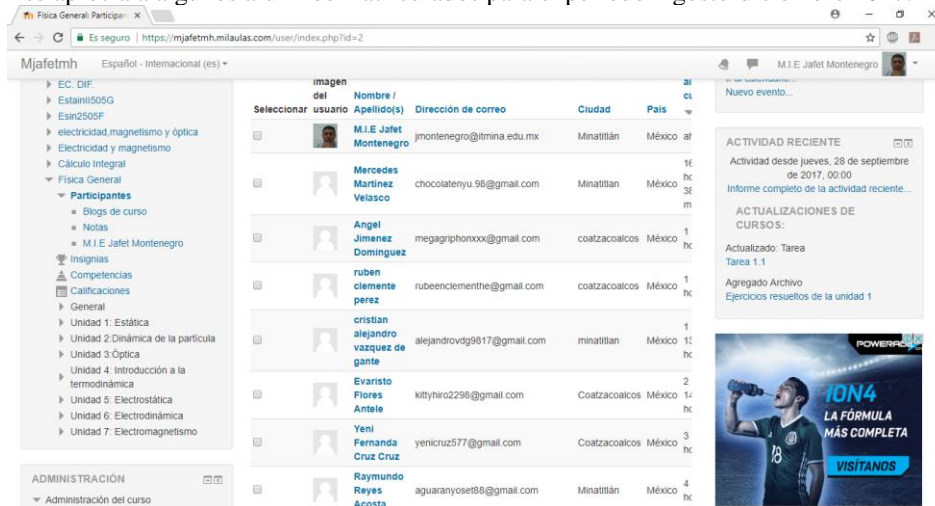 Física General: Participan
Es seguro | https://mjafetmh.milaulas.com/user/index.php?id=2
Mjafetmh Español - Internacional (es)
M.I.E Jafet Montenegro
EC. DIF.
EstainII505G
Esin2505F
electricidad,magnetismo y óptica
Electricidad y magnetismo
Cálculo Integral
Física General
Participantes
Blogs de curso
Notas
M.I.E Jafet Montenegro
Insignias
Competencias
Calificaciones
General
Unidad 1: Estática
Unidad 2:Dinámica de la partícula
Unidad 3:Óptica
Unidad 4: Introducción a la
termodinámica
Unidad 5: Electrostática
Unidad 6: Electrodinámica
Unidad 7: Electromagnetismo
ADMINISTRACIÓN
Administración del curso
Imagen
del Nombre /
Seleccionar usuario Apellido(s) Dirección de correo Ciudad País
M.I.E Jafet
Montenegro jmontenegro@itmina.edu.mx Minatitlán México
Mercedes
Martinez chocolatenyu.98@gmail.com Minatitlan México
Velasco
Angel
Jimenez megagriphonxxx@gmail.com coatzacoalcos México 1
Dominguez
ruben
clemente rubeenclementhe@gmail.com coatzacoalcos México 1
perez
cristian
alejandro
vazquez de alejandrovdg9817@gmail.com minatitlan México
gante
Evaristo
Flores kittyhiro2298@gmail.com Coatzacoalcos México
Antele
Yeni
Fernanda yenicruz577@gmail.com Coatzacoalcos México 3
Cruz Cruz
Raymundo
Reyes aguaranyoset88@gmail.com Minatitlán México 4
Acosta
Nuevo evento...
ACTIVIDAD RECIENTE
Actividad desde jueves, 28 de septiembre
de 2017, 00:00
Informe completo de la actividad reciente...
ACTUALIZACIONES DE
CURSOS:
Actualizado: Tarea
Tarea 1.1
Agregado Archivo
Ejercicios resueltos de la unidad 1
POWERADE
ION4
LA FÓRMULA
MÁS COMPLETA
VISÍTANOS
18